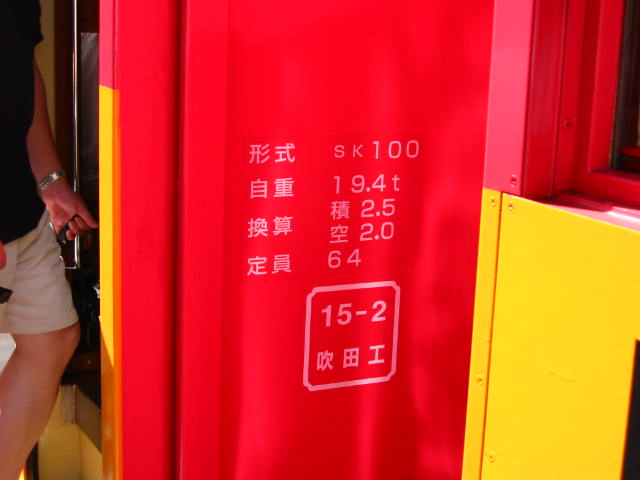 形式 SK100
自重 19.4t
換算 積 2.5
空 2.0
定員 64
15-2
吹田工